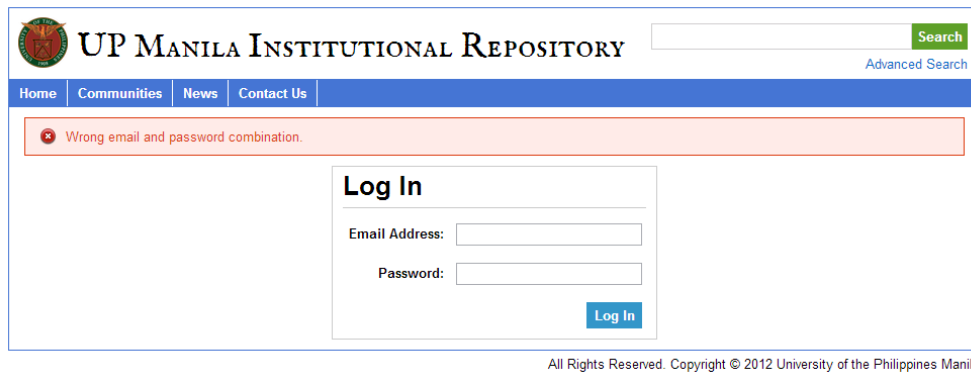 UP Manila Institutional Repository
Search
Advanced Search
Home Communities News Contact Us
Wrong email and password combination.
Log In
Email Address:
Password:
Log In
All Rights Reserved. Copyright © 2012 University of the Philippines Manil